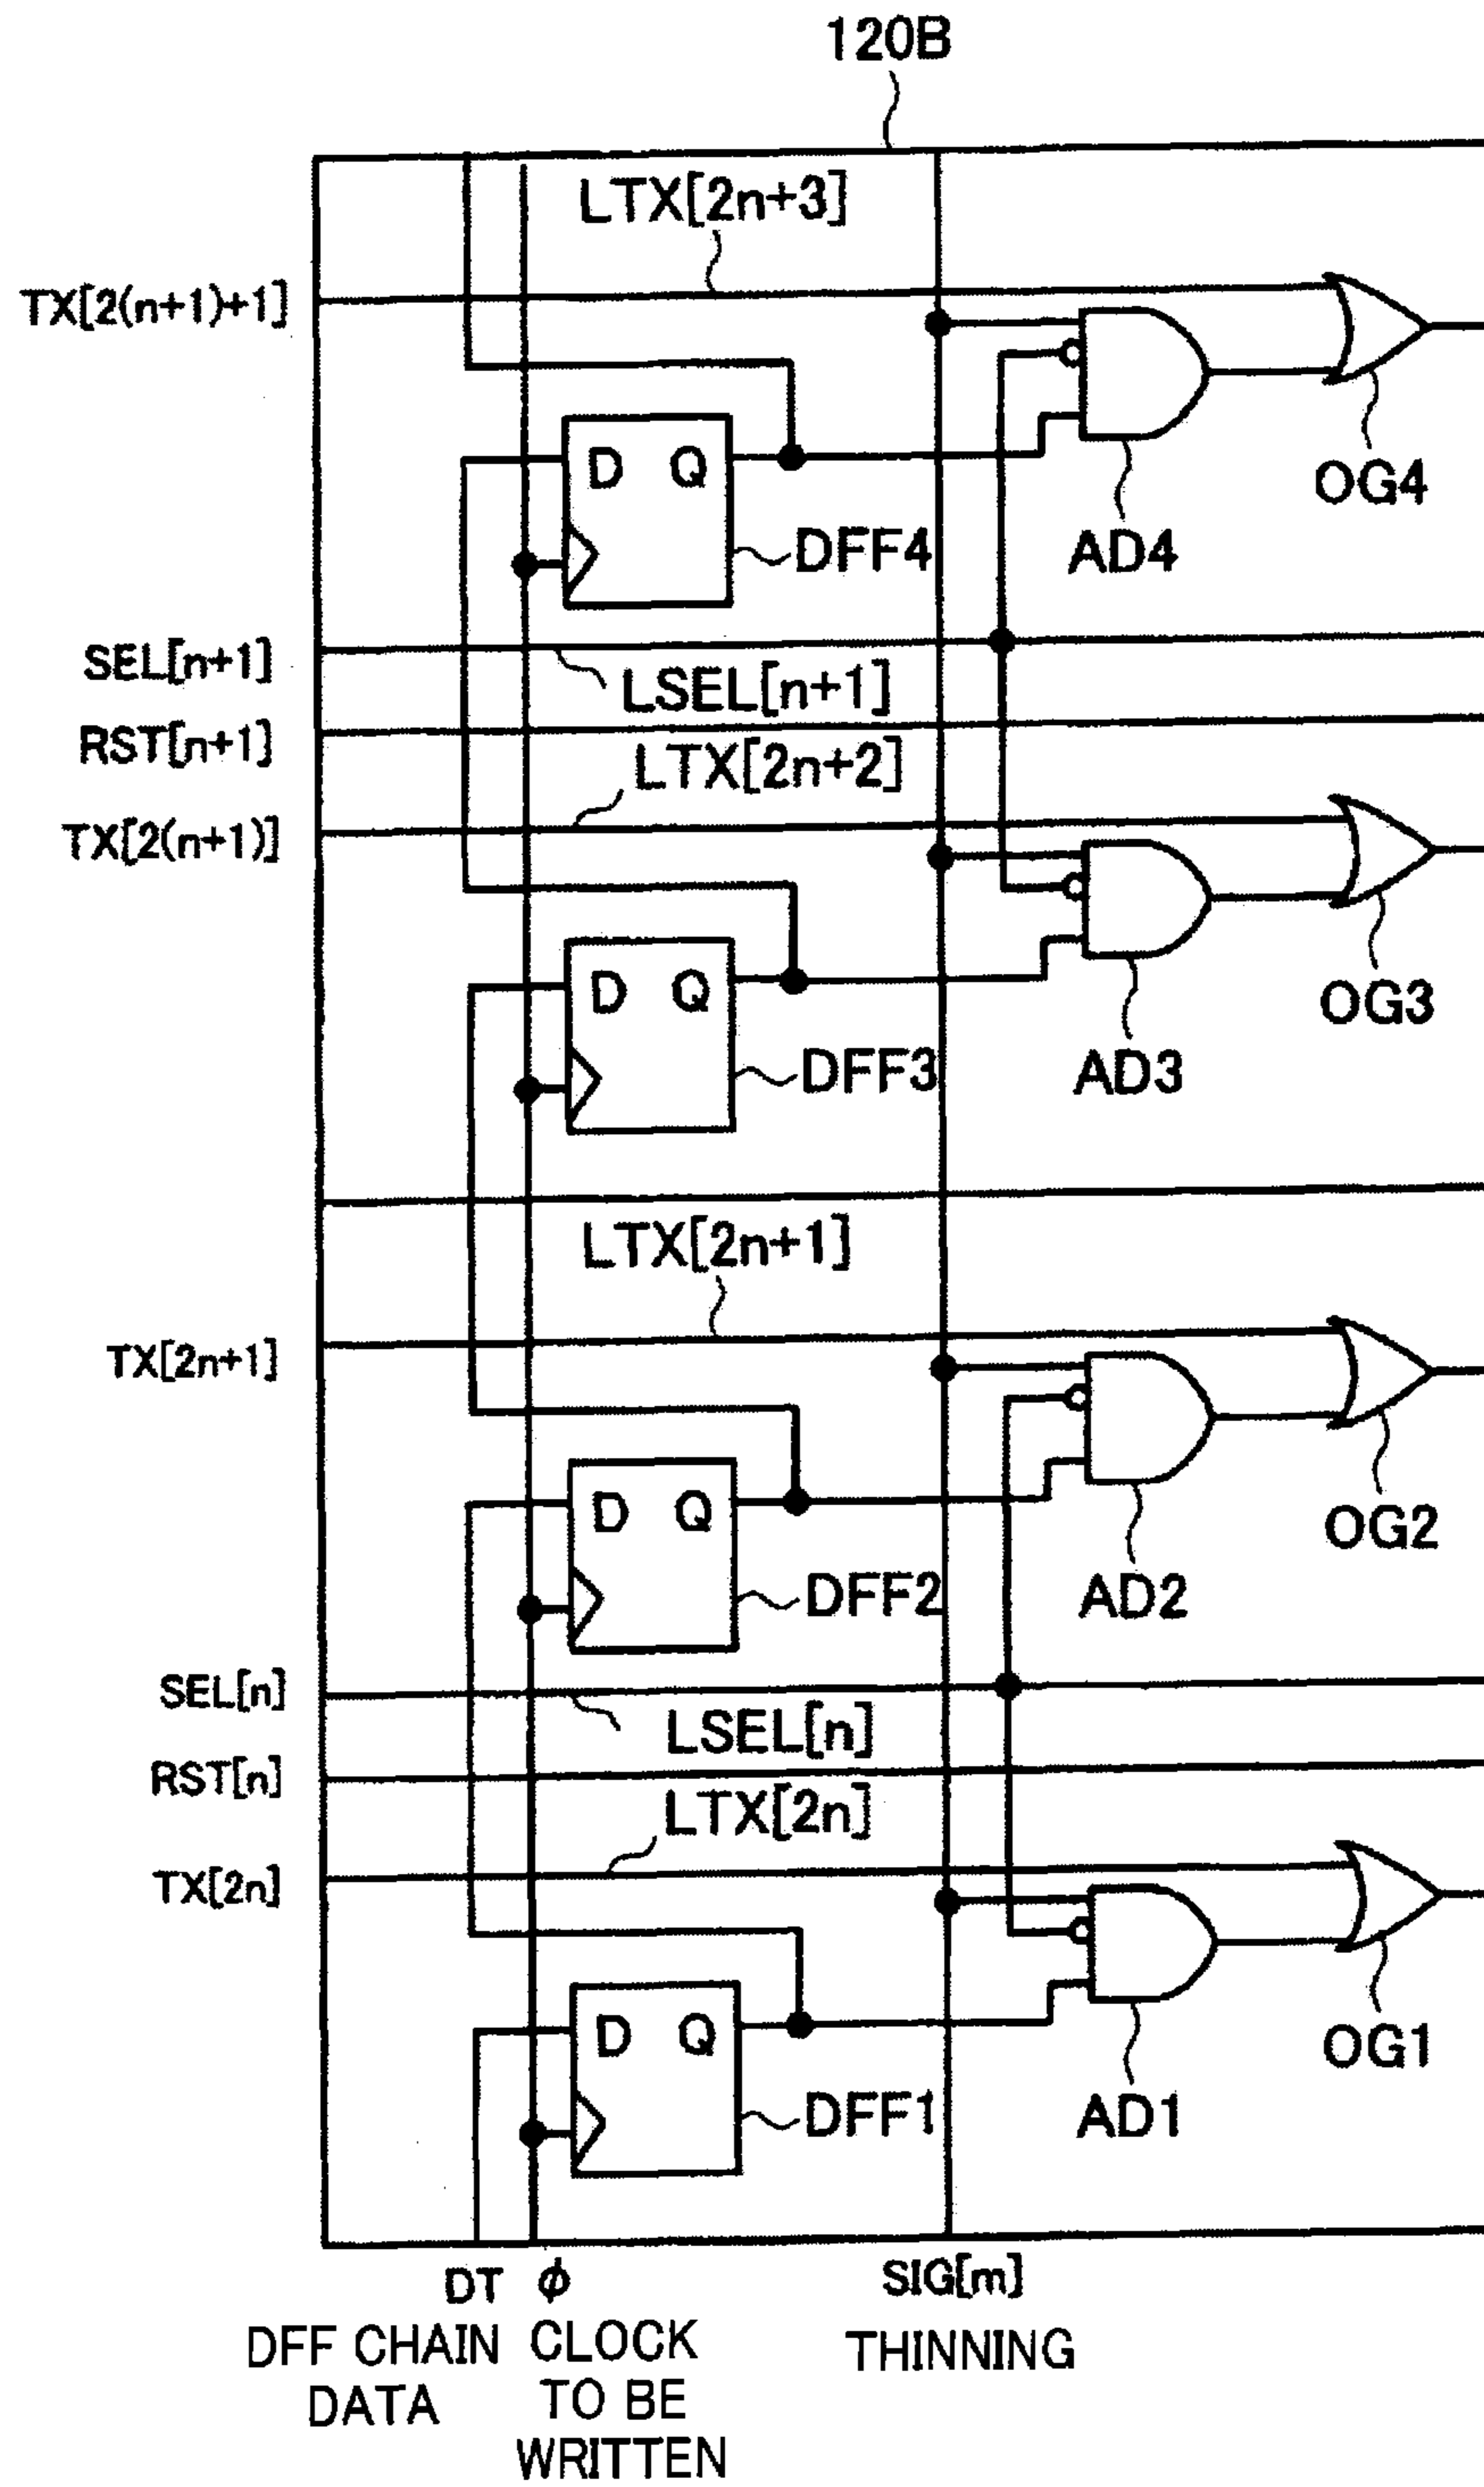 120B
LTX[2n+3]
TX[2(n+1)+1]
D Q
OG4
AD4
DFF4
SEL[n+1]
LSEL[n+1]
RST[n+1]
LTX[2n+2]
TX[2(n+1)]
D Q
OG3
AD3
DFF3
LTX[2n+1]
TX[2n+1]
D Q
OG2
AD2
DFF2
SEL[n]
LSEL[n]
RST[n]
LTX[2n]
TX[2n]
D Q
OG1
AD1
DFF1
DT φ SIG[m]
DFF CHAIN DATA
CLOCK TO BE WRITTEN
THINNING